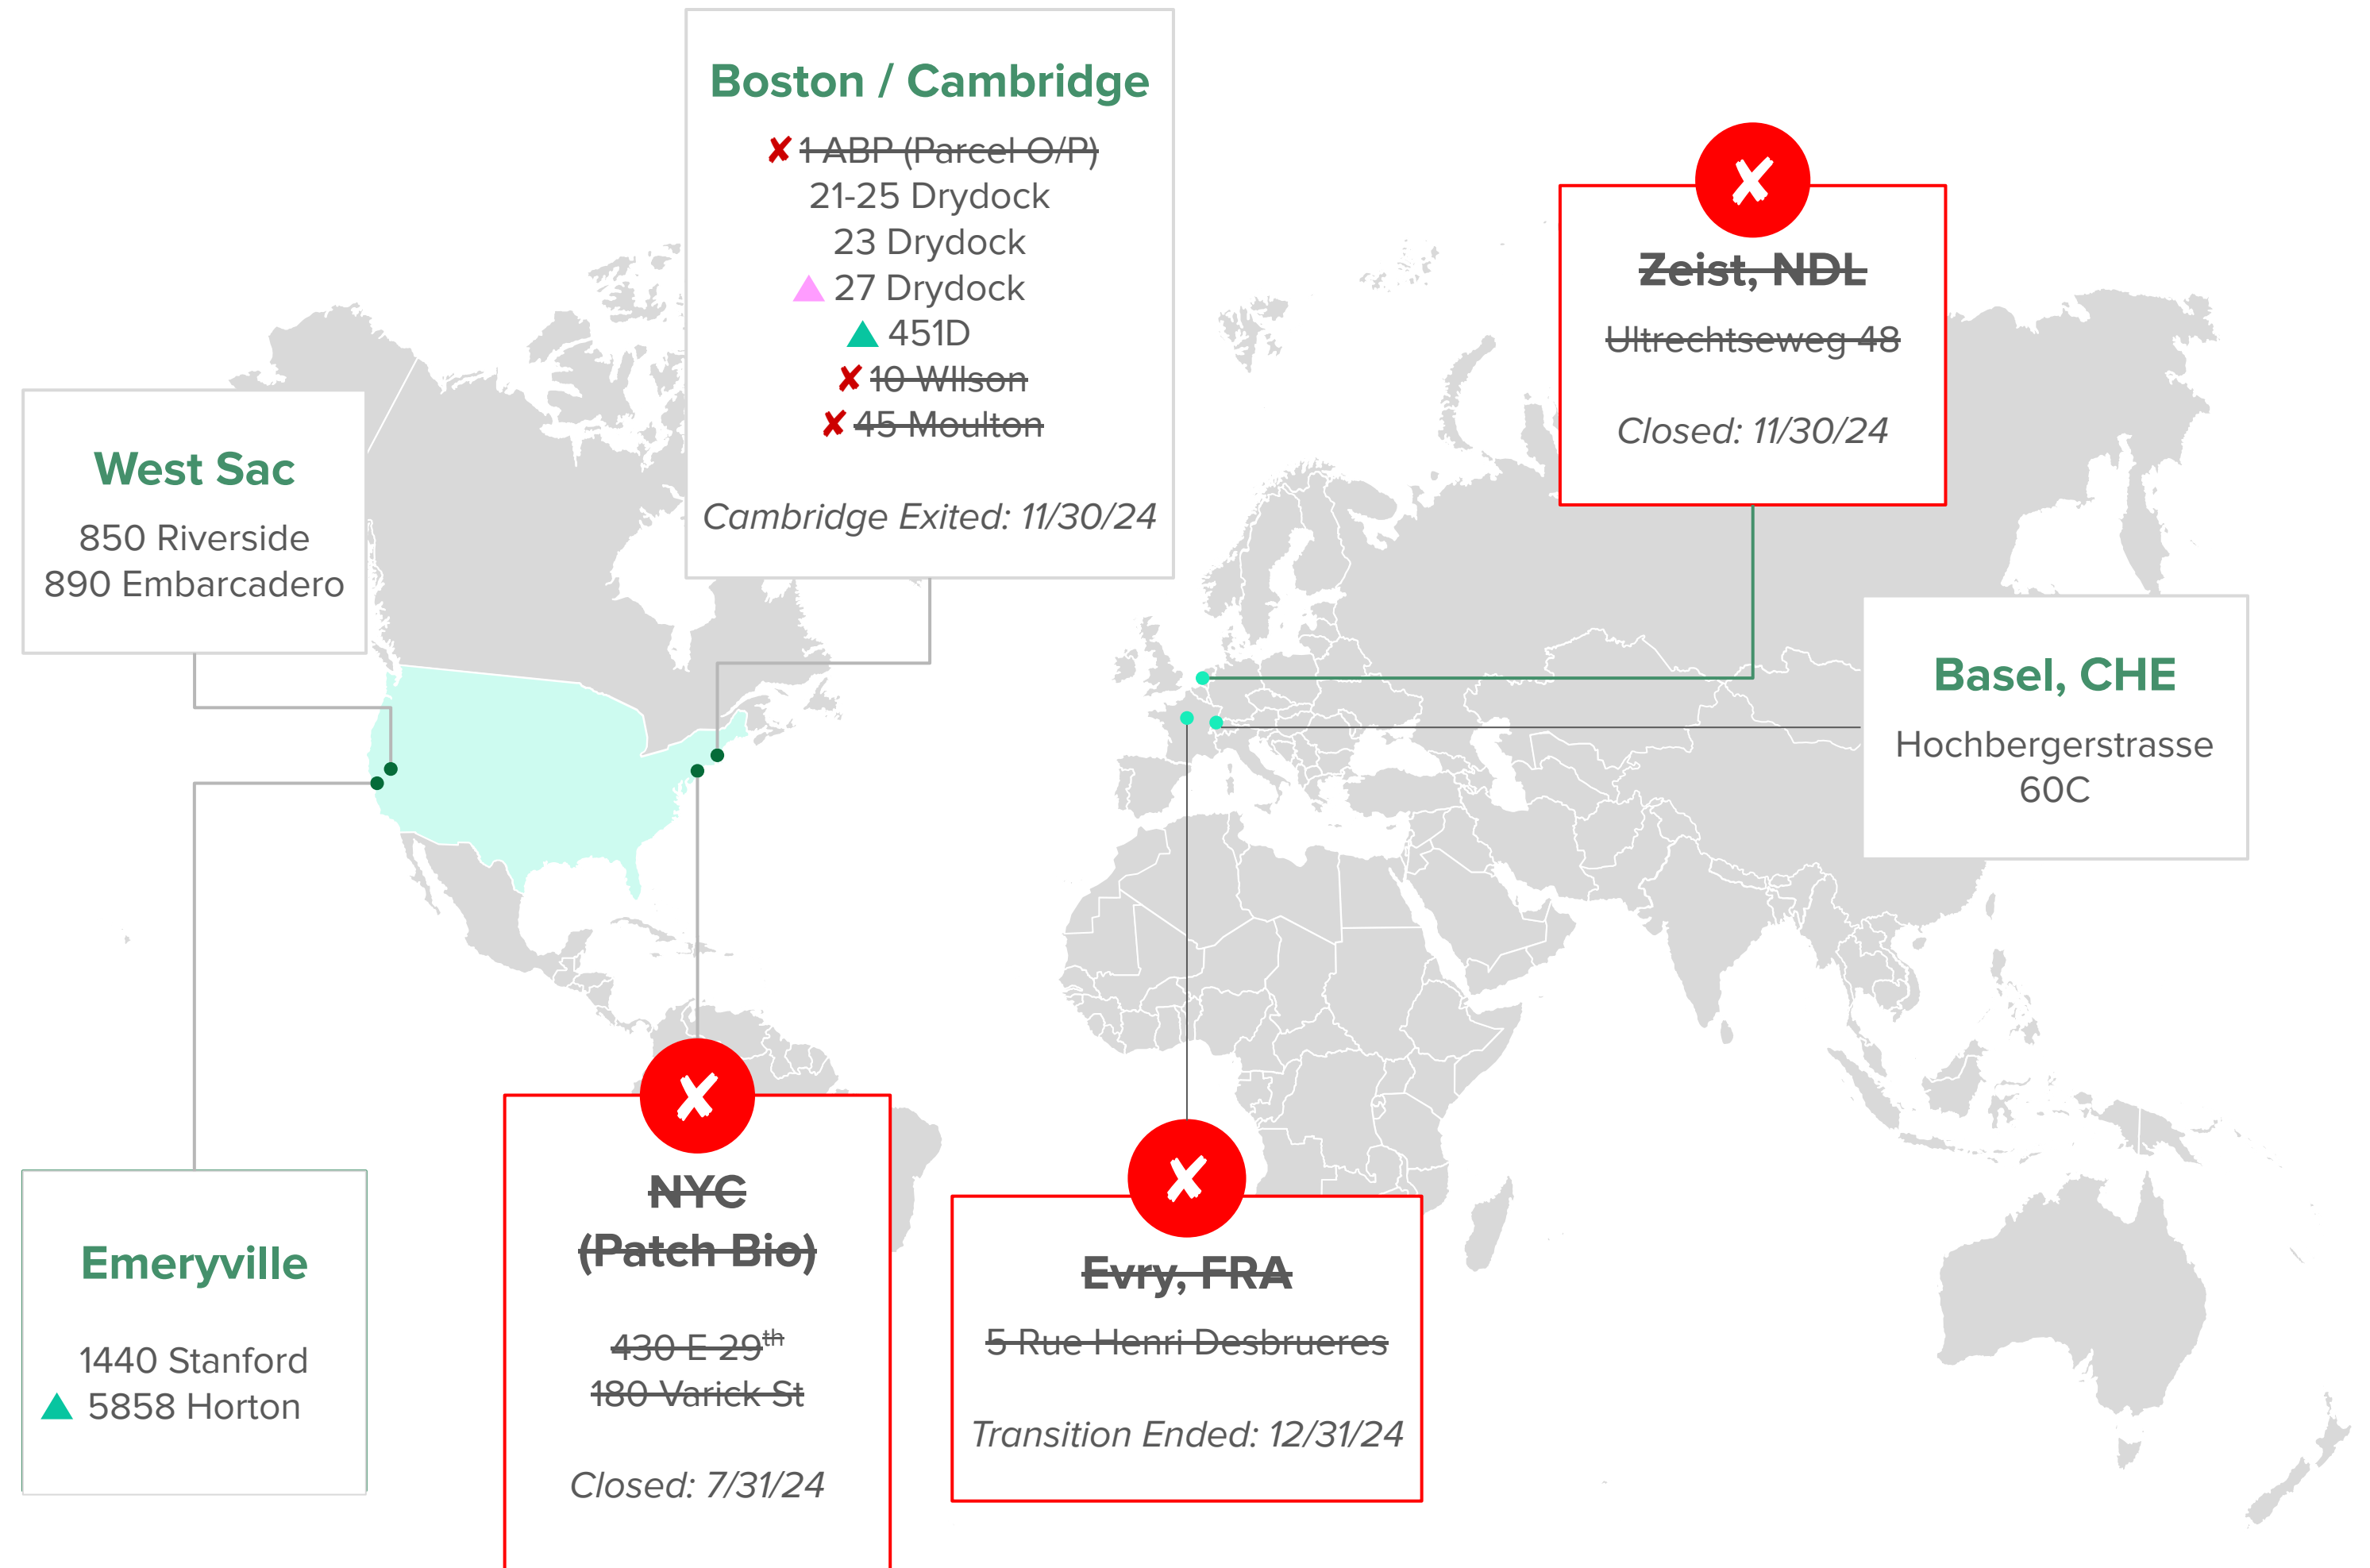 Boston / Cambridge
✘ 1 ABP (Parcel O/P)
21-25 Drydock
23 Drydock
27 Drydock
451D
✘ 10 WIlson
✘ 45 Moulton
Cambridge Exited: 11/30/24
✘
Zeist, NDL
Ultrechtseweg 48
Closed: 11/30/24
West Sac
850 Riverside
890 Embarcadero
Basel, CHE
Hochbergerstrasse
60C
Emeryville
1440 Stanford
5858 Horton
✘
NYC
(Patch Bio)
430 E 29th
180 Varick St
Closed: 7/31/24
✘
Evry, FRA
5 Rue Henri Desbrueres
Transition Ended: 12/31/24